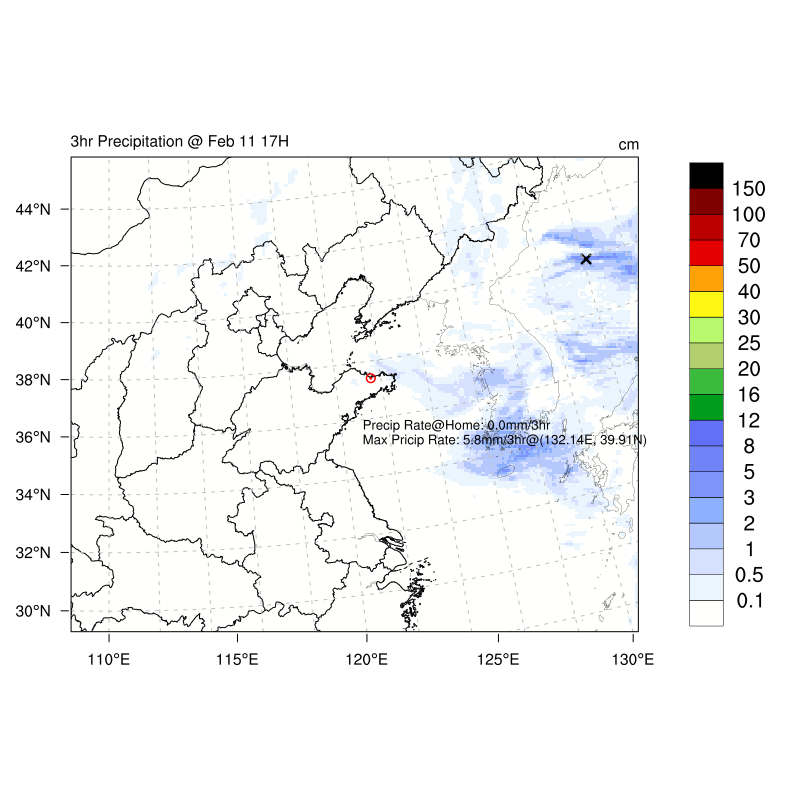 3hr Precipitation @ Feb 11 17H
cm
44°N
42°N
40°N
38°N
36°N
34°N
32°N
30°N
Precip Rate@Home: 0.0mm/3hr
Max Pricip Rate: 5.8mm/3hr@(132.14E, 39.91N)
110°E
115°E
120°E
125°E
130°E
150
100
70
50
40
30
25
20
16
12
8
5
3
2
1
0.5
0.1